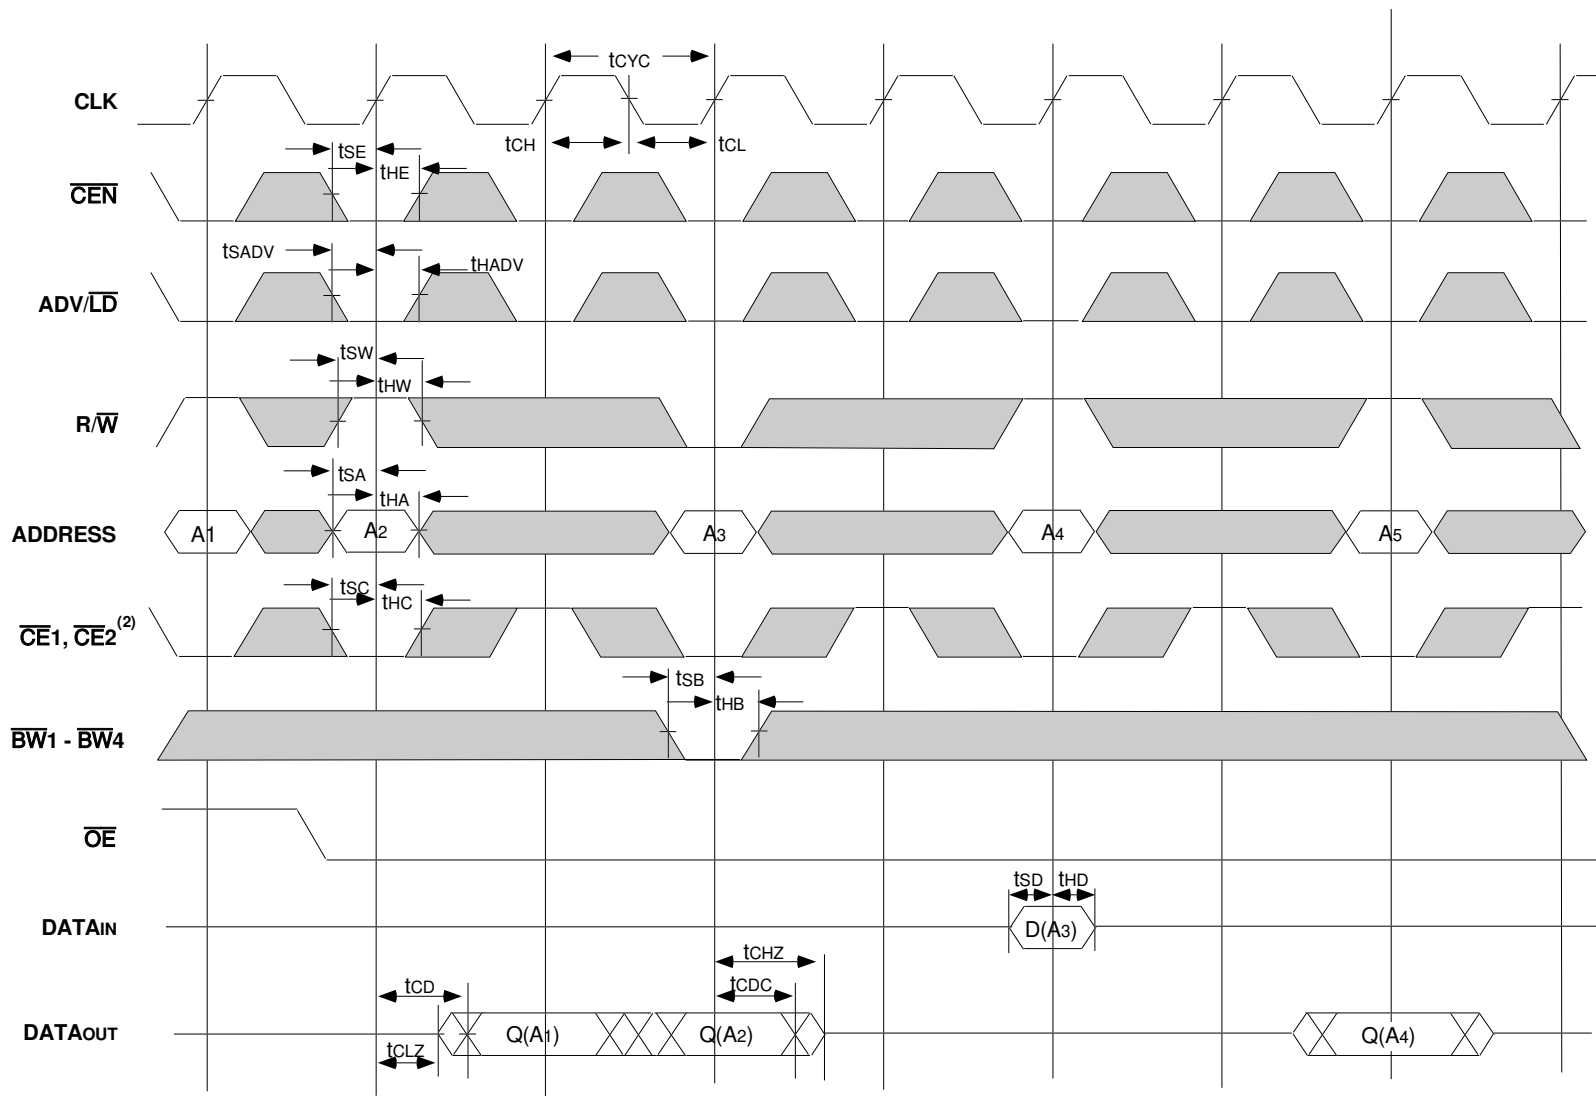 tCYC
CLK
tCH
tCL
tSE
tHE
CEN
tSADV
tHADV
ADV/LD
tSW
tHW
R/W
tSA
tHA
ADDRESS
A1
A2
A3
A4
A5
tSC
tHC
CE1, CE2(2)
tSB
tHB
BW1 - BW4
OE
tSD
tHD
DATAIN
D(A3)
tCHZ
tCD
tCDC
DATAOUT
Q(A1)
Q(A2)
Q(A4)
tCLZ